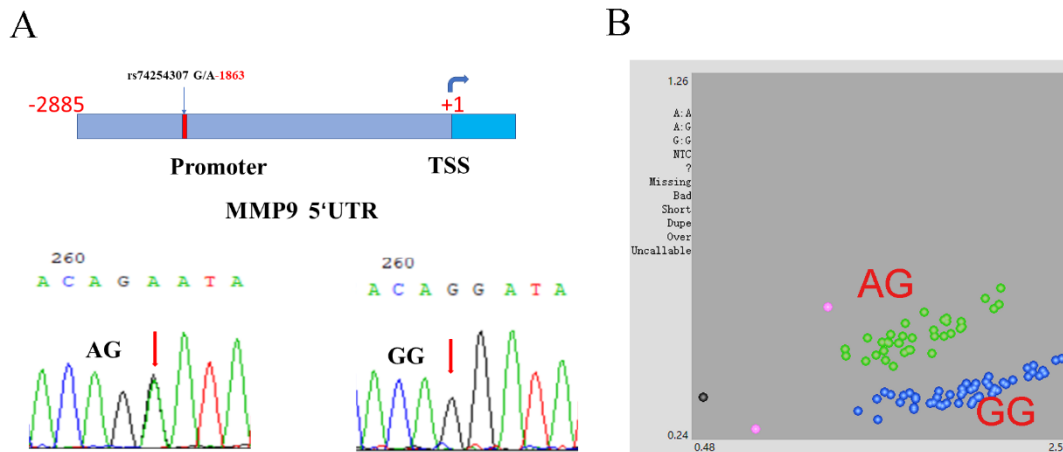 A
rs74254307 G/A-1863
-2885
+1
Promoter
TSS
MMP9 5‘UTR
260
A C A G A A T A
AG
260
A C A G G A T A
GG
B
1.26
A:A
A:G
G:G
NTC
?
Missing
Bad
Short
Dupe
Over
Uncallable
AG
GG
0.24
0.48
2.5